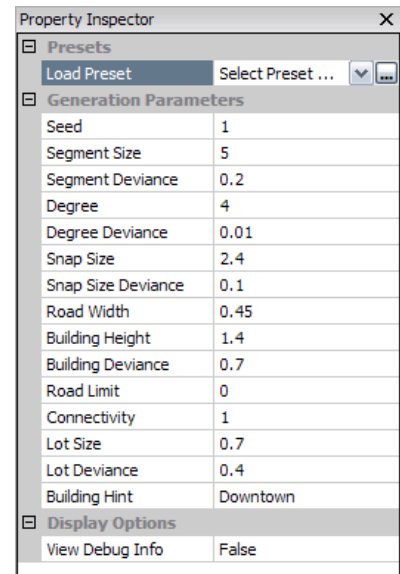 Property Inspector
Presets
Load Preset Select Preset ... ...
Generation Parameters
Seed 1
Segment Size 5
Segment Deviance 0.2
Degree 4
Degree Deviance 0.01
Snap Size 2.4
Snap Size Deviance 0.1
Road Width 0.45
Building Height 1.4
Building Deviance 0.7
Road Limit 0
Connectivity 1
Lot Size 0.7
Lot Deviance 0.4
Building Hint Downtown
Display Options
View Debug Info False